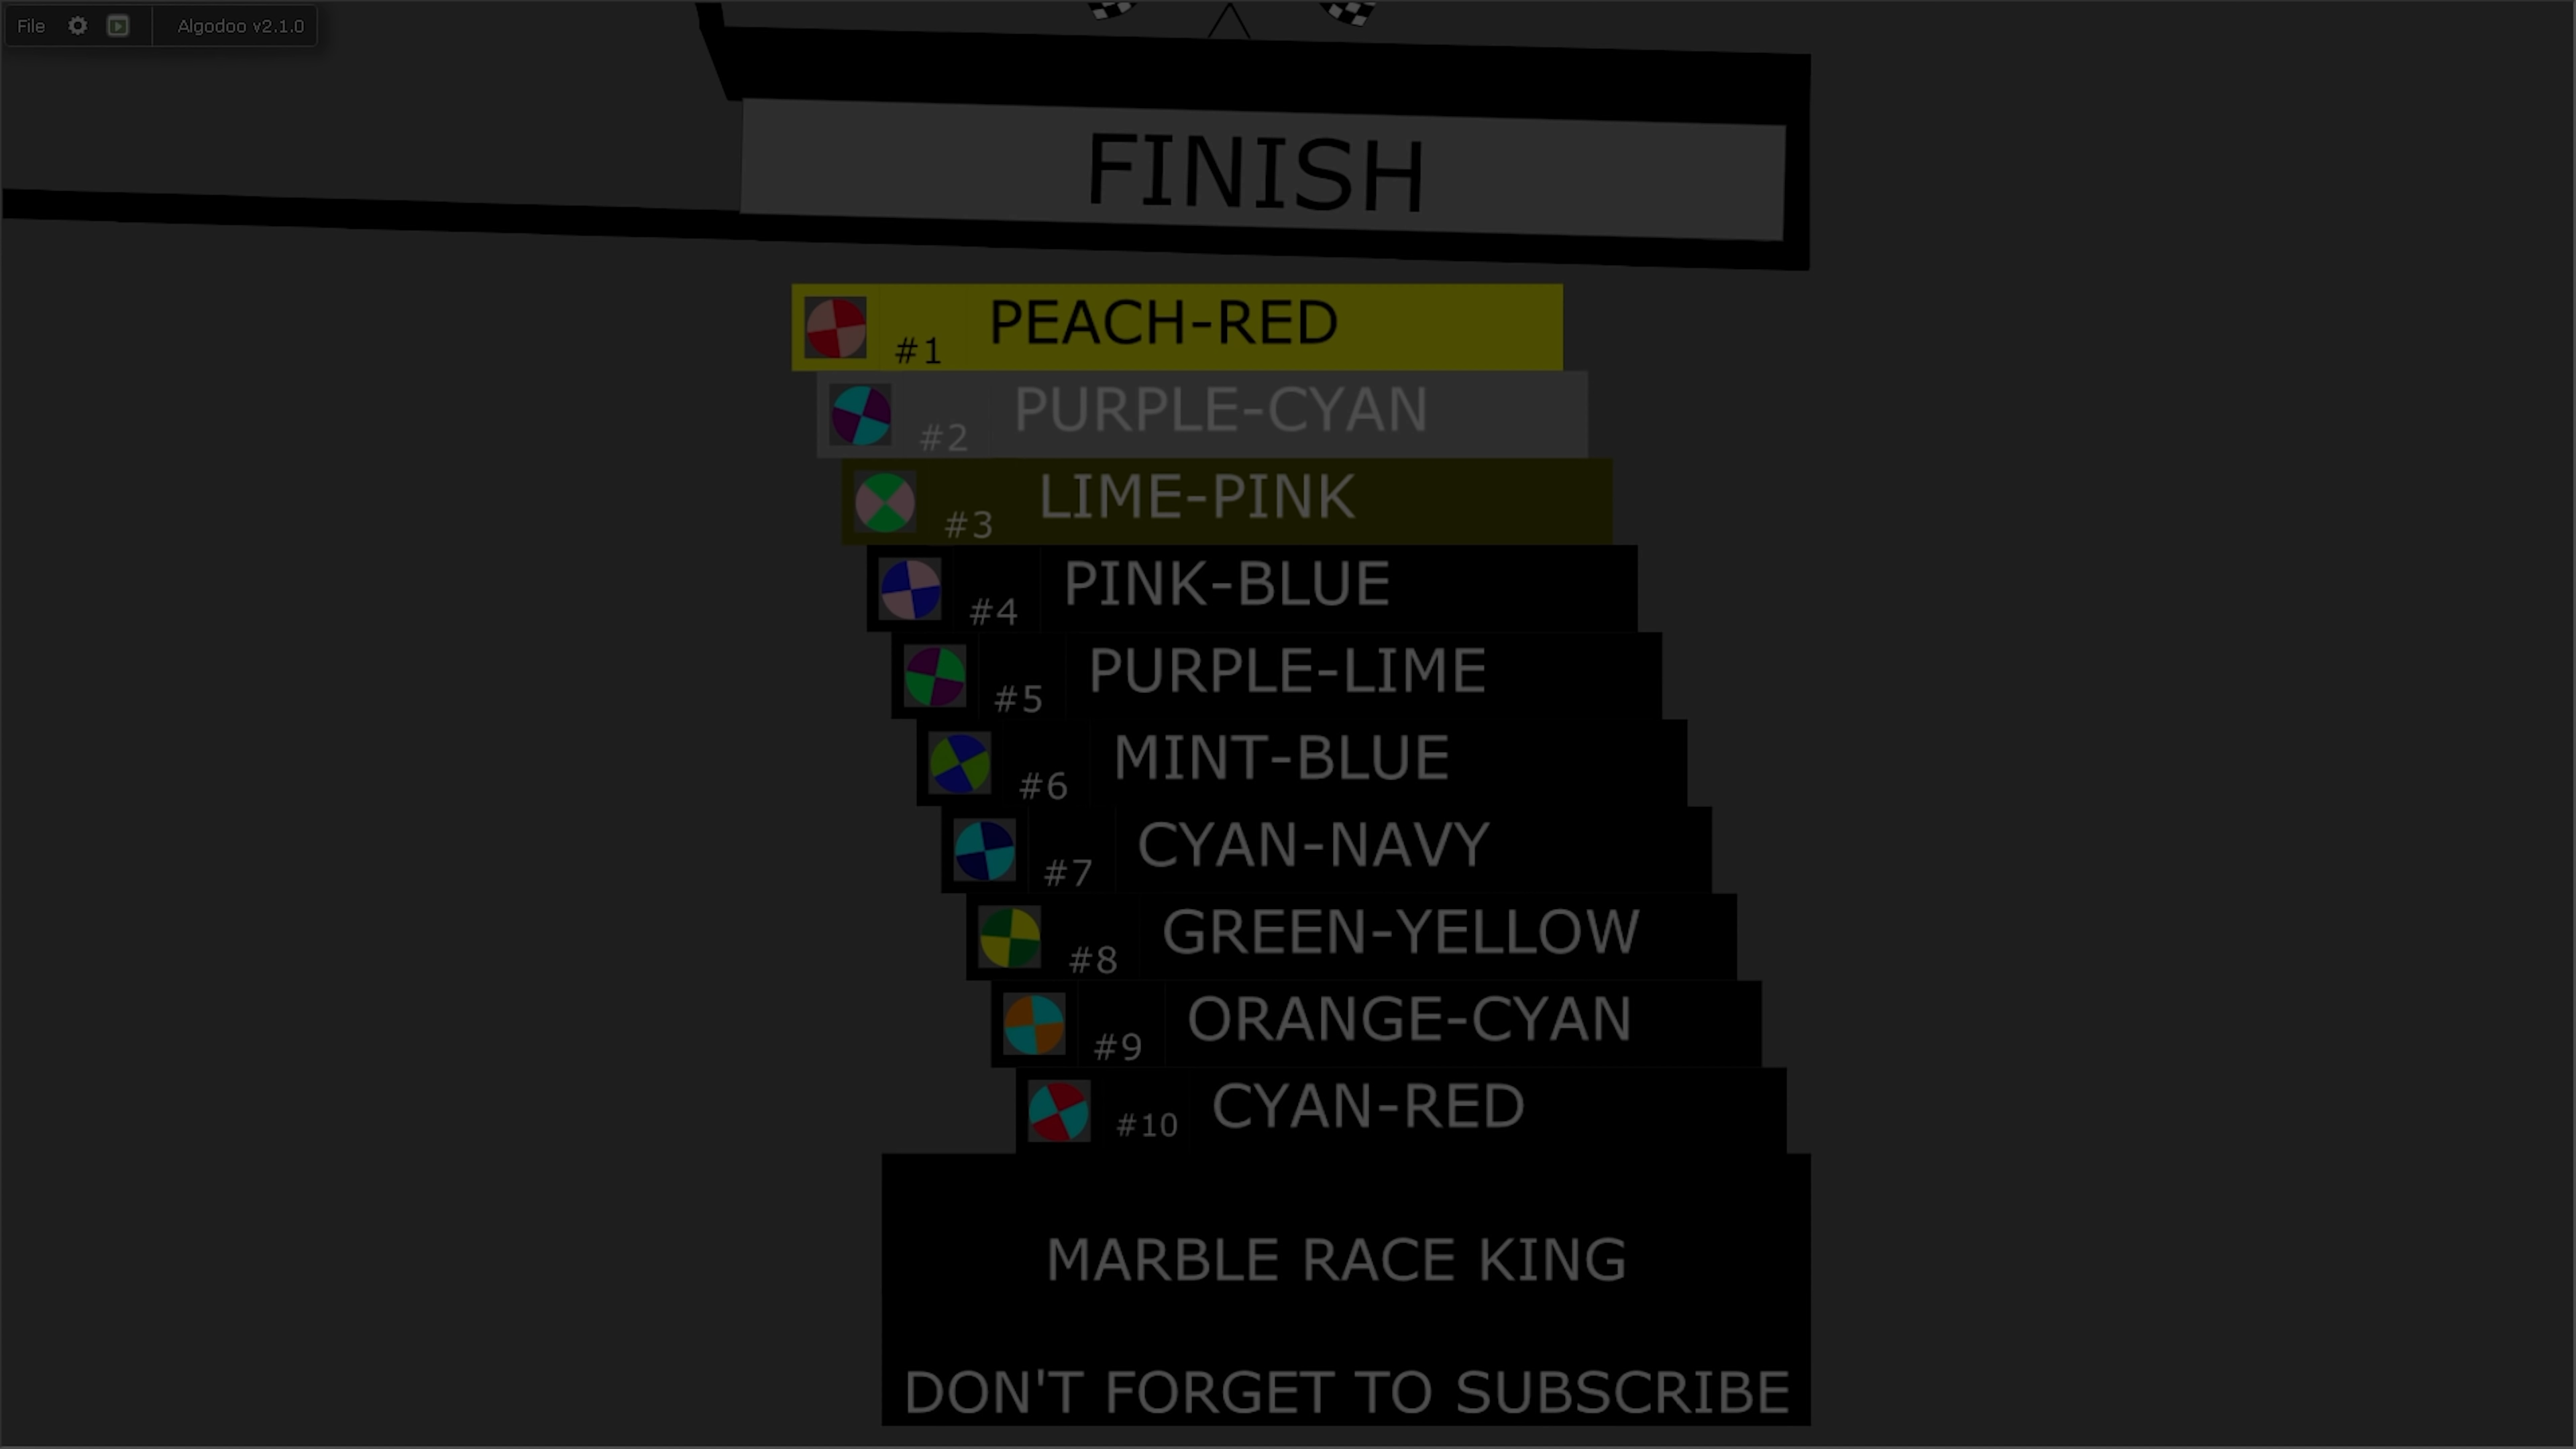 File Algodoo v2.1.0
FINISH
#1 PEACH-RED
#2 PURPLE-CYAN
#3 LIME-PINK
#4 PINK-BLUE
#5 PURPLE-LIME
#6 MINT-BLUE
#7 CYAN-NAVY
#8 GREEN-YELLOW
#9 ORANGE-CYAN
#10 CYAN-RED
MARBLE RACE KING
DON'T FORGET TO SUBSCRIBE